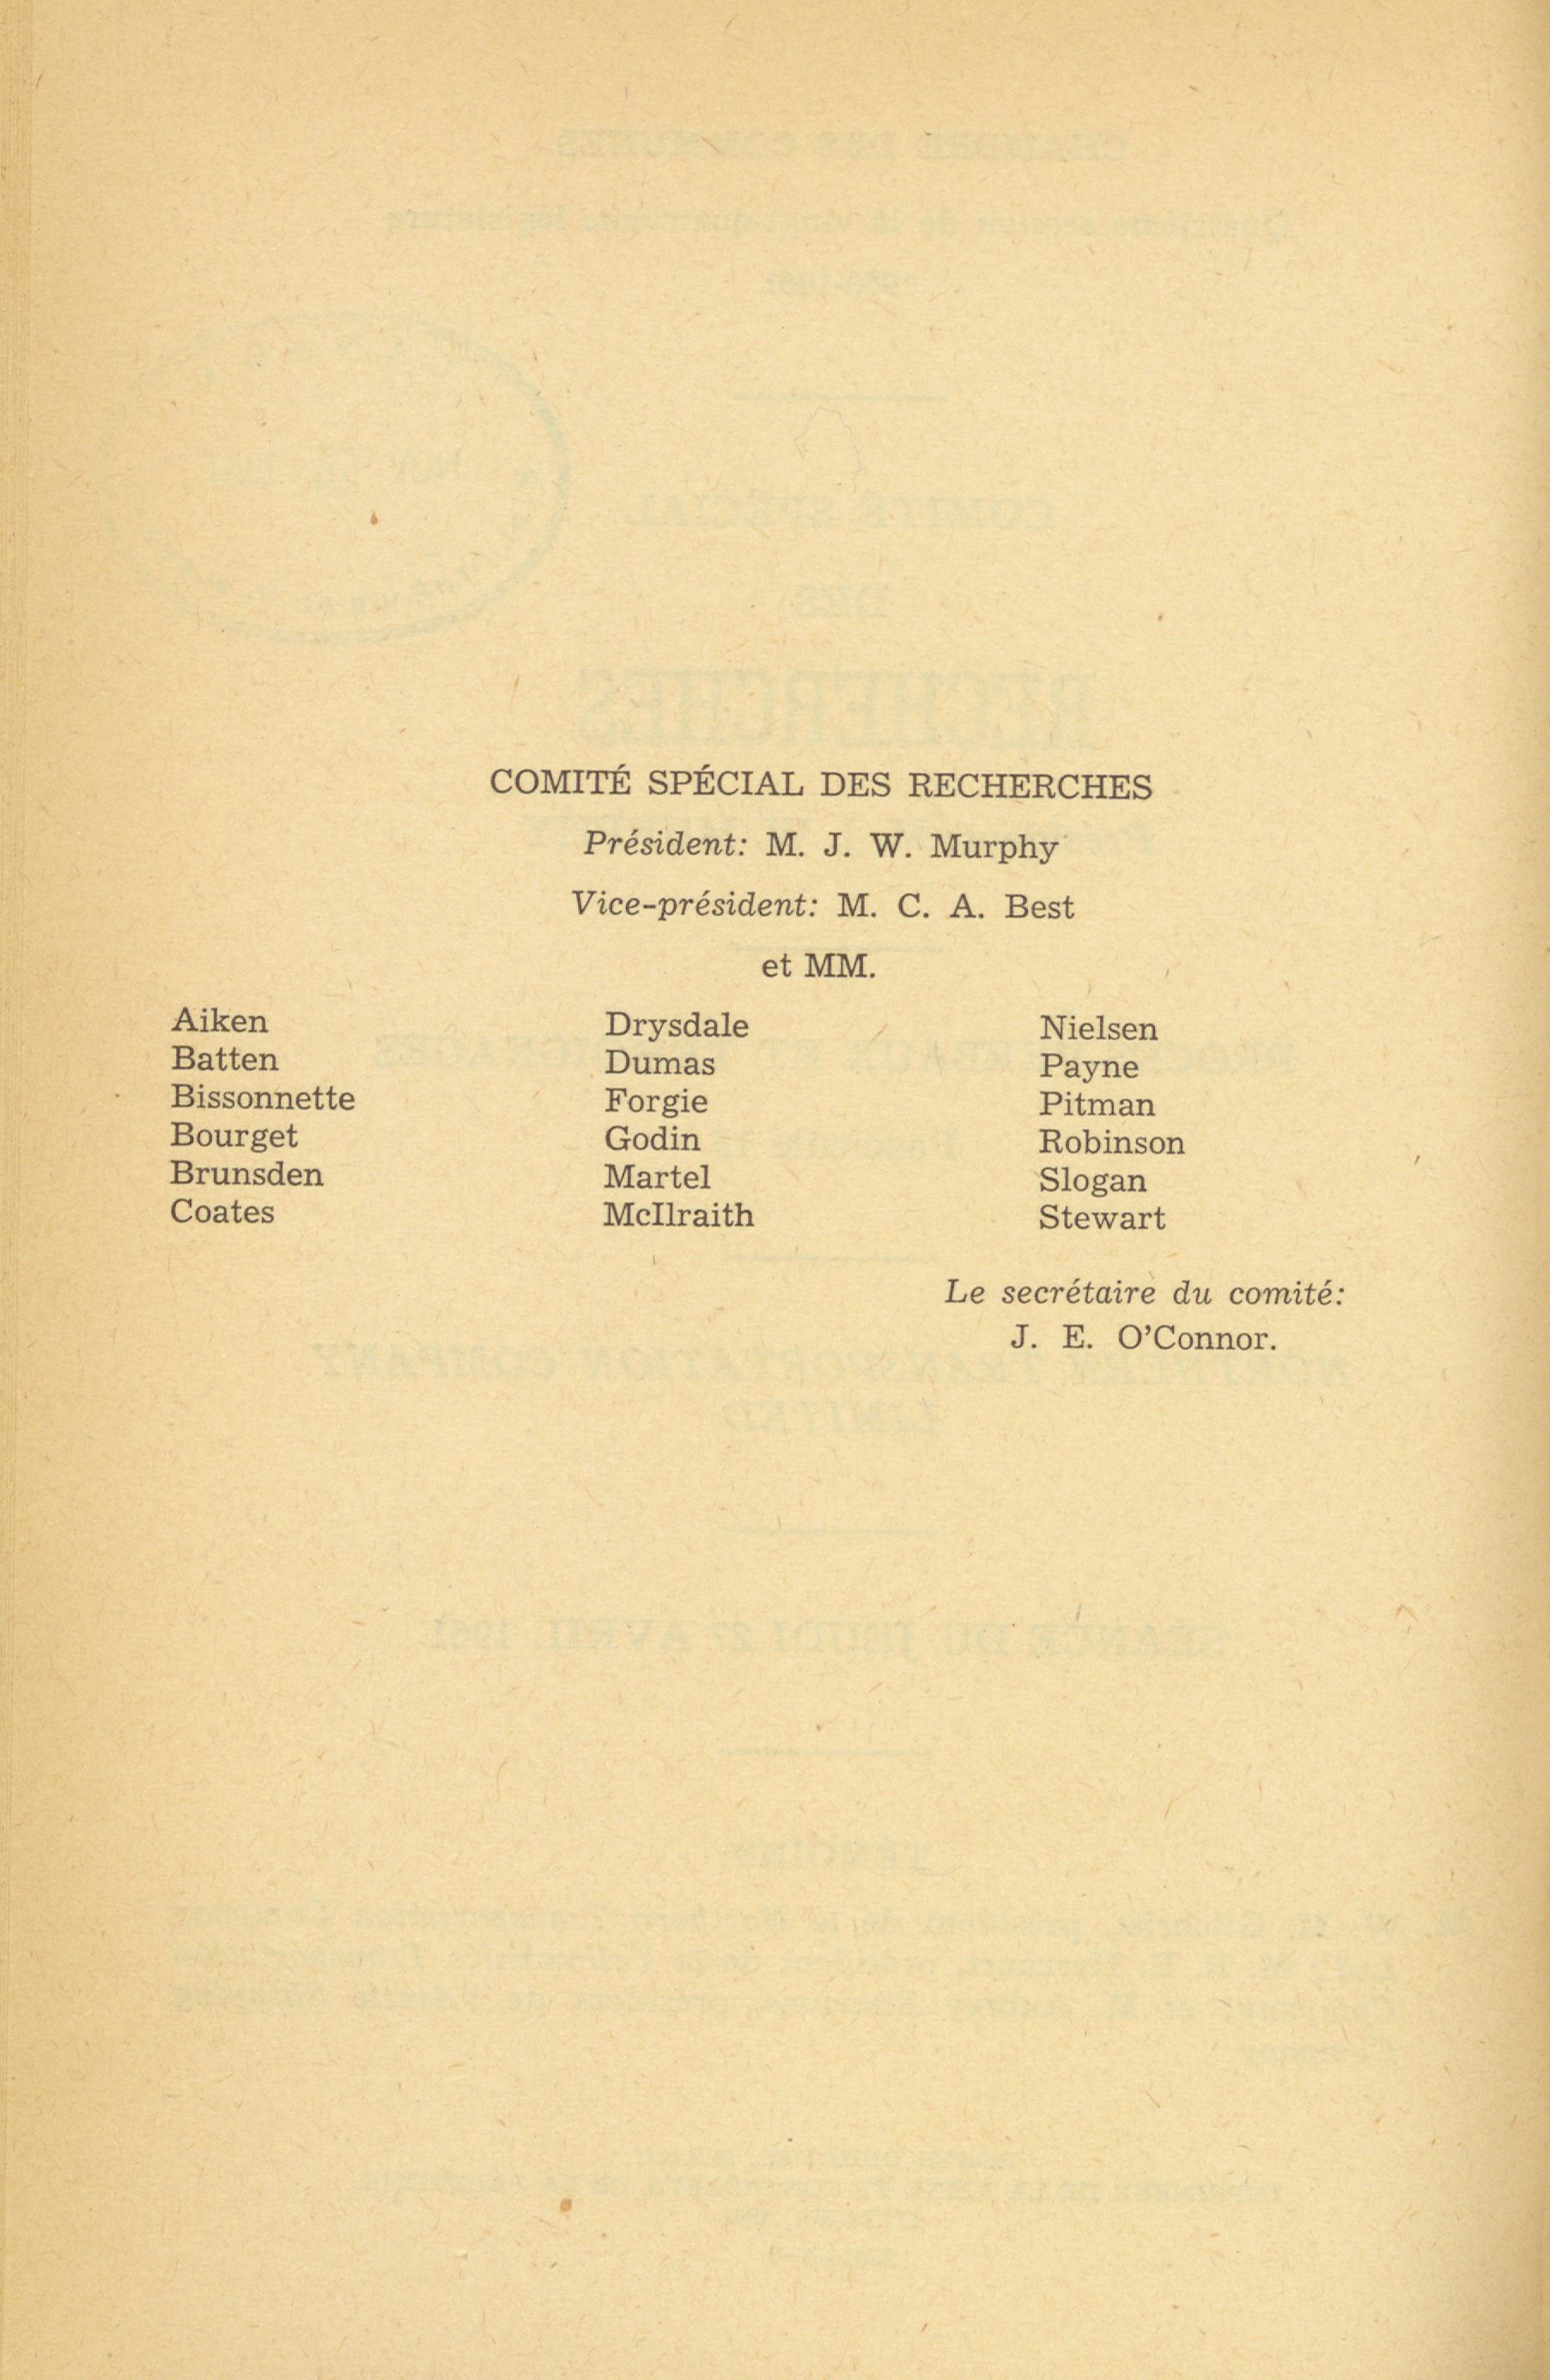 COMITÉ SPÉCIAL DES RECHERCHES
Président: M. J. W. Murphy
Vice-président: M. C. A. Best
et MM.
Aiken
Batten
Bissonnette
Bourget
Brunsden
Coates
Drysdale
Dumas
Forgie
Godin
Martel
McIlraith
Nielsen
Payne
Pitman
Robinson
Slogan
Stewart
Le secrétaire du comité:
J. E. O'Connor.